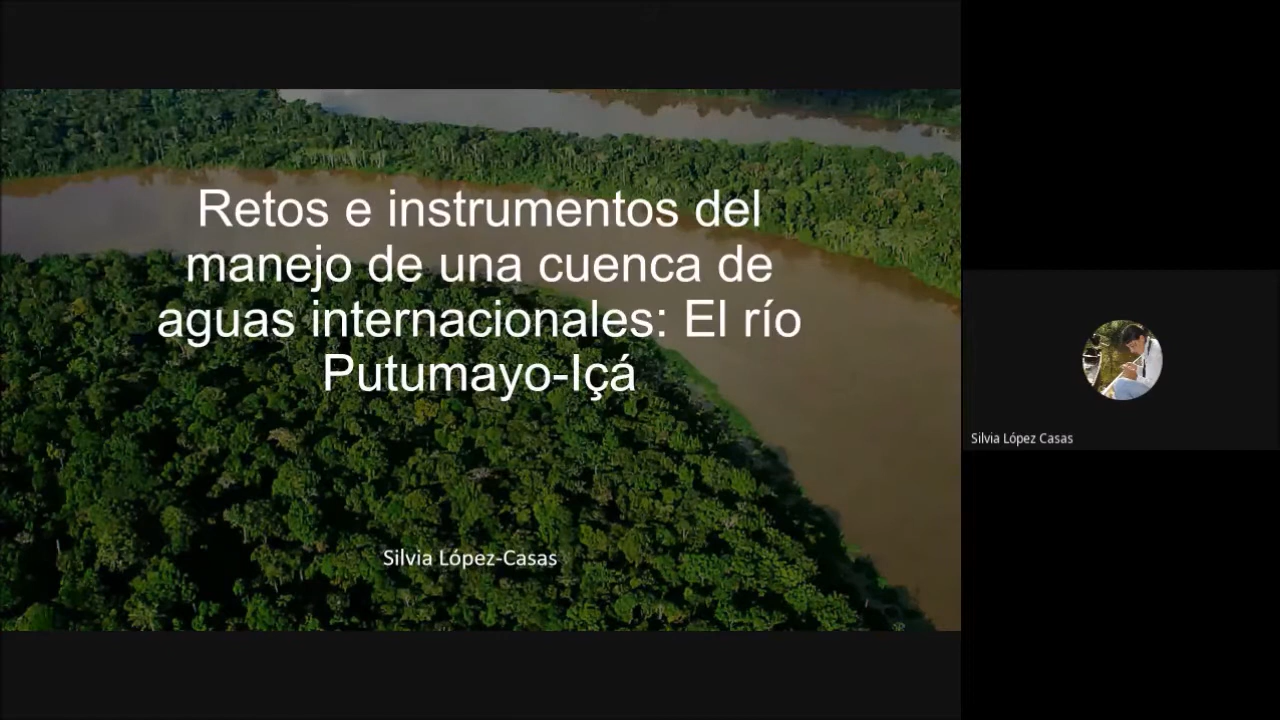 Retos e instrumentos del
manejo de una cuenca de
aguas internacionales: El río
Putumayo-Içá
Silvia López-Casas
Silvia López Casas